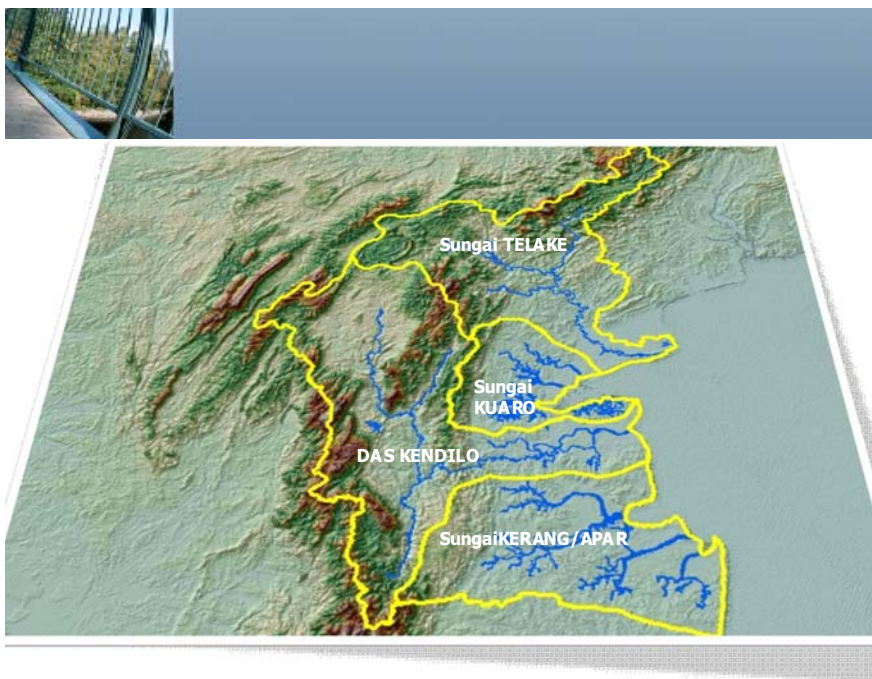 Sungai TELAKE
Sungai
KUARO
DAS KENDILO
SungaiKERANG/APAR